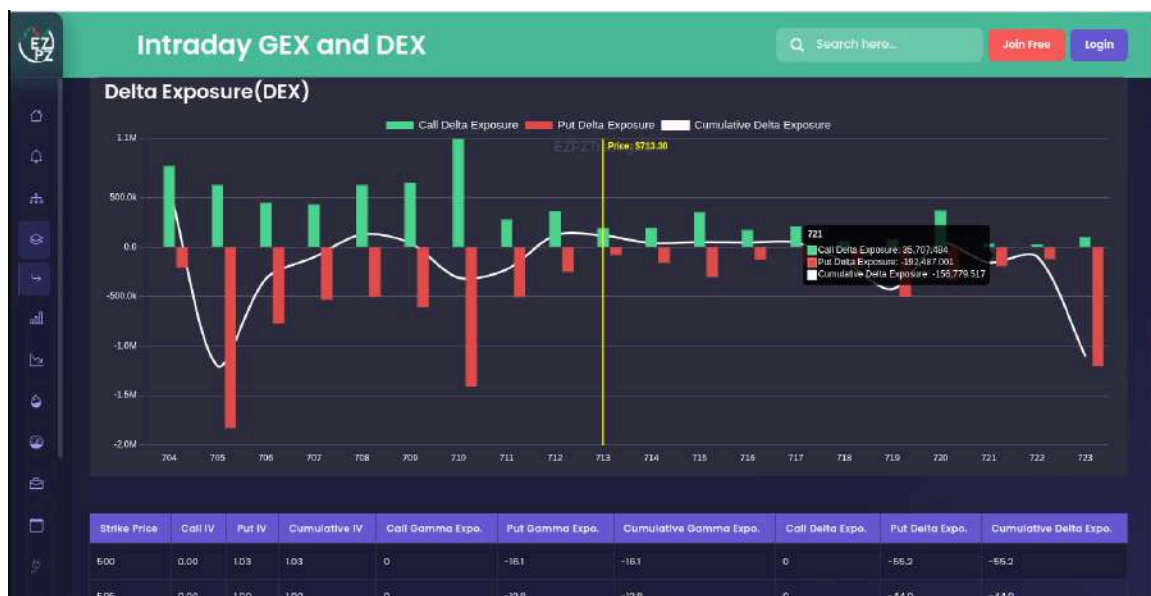 EZ
PZ
Intraday GEX and DEX
Search here...
Join Free
Login
Delta Exposure(DEX)
Call Delta Exposure
Put Delta Exposure
Cumulative Delta Exposure
1.1M
500.0k
0.0
-500.0k
-1.0M
-1.5M
-2.0M
Price: $713.30
721
Call Delta Exposure: 35,707.484
Put Delta Exposure: -192,487.001
Cumulative Delta Exposure: -156,779.517
704 705 706 707 708 709 710 711 712 713 714 715 716 717 718 719 720 721 722 723
Strike Price Call IV Put IV Cumulative IV Call Gamma Expo. Put Gamma Expo. Cumulative Gamma Expo. Call Delta Expo. Put Delta Expo. Cumulative Delta Expo.
500 0.00 1.03 1.03 0 -16.1 -16.1 0 -55.2 -55.2